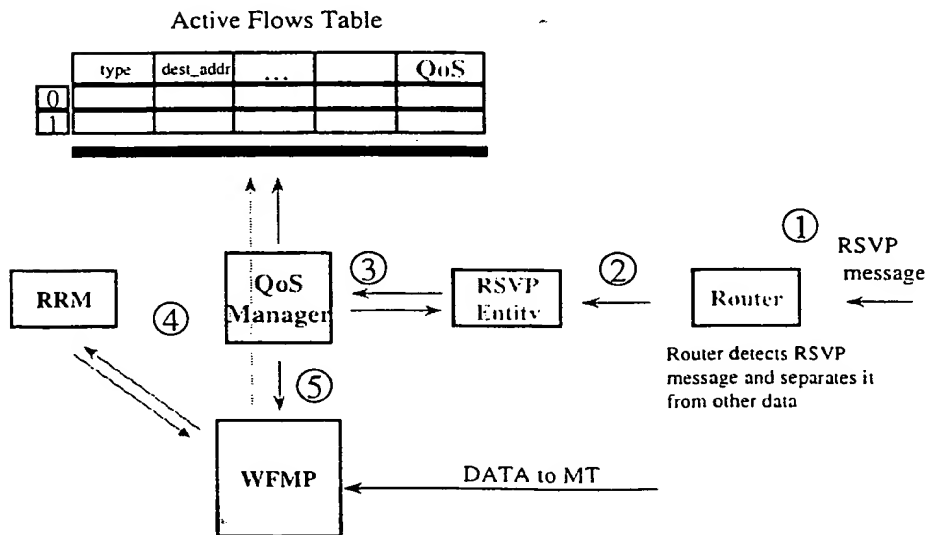 Active Flows Table
type dest_addr ... QoS
0
1
①
RSVP
message
RRM
④
QoS
Manager
③
RSVP
Entity
②
Router
Router detects RSVP
message and separates it
from other data
⑤
WFMP
DATA to MT